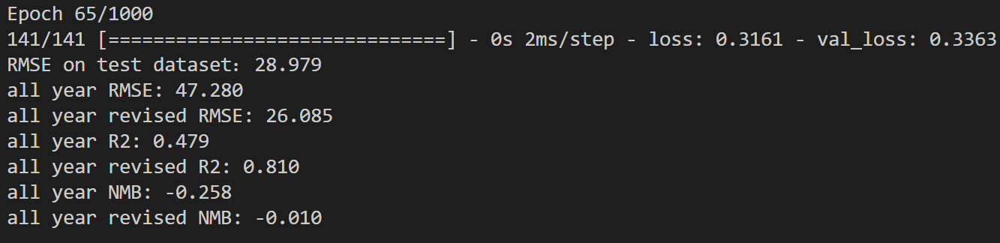 Epoch 65/1000
141/141 [==============================] - 0s 2ms/step - loss: 0.3161 - val_loss: 0.3363
RMSE on test dataset: 28.979
all year RMSE: 47.280
all year revised RMSE: 26.085
all year R2: 0.479
all year revised R2: 0.810
all year NMB: -0.258
all year revised NMB: -0.010